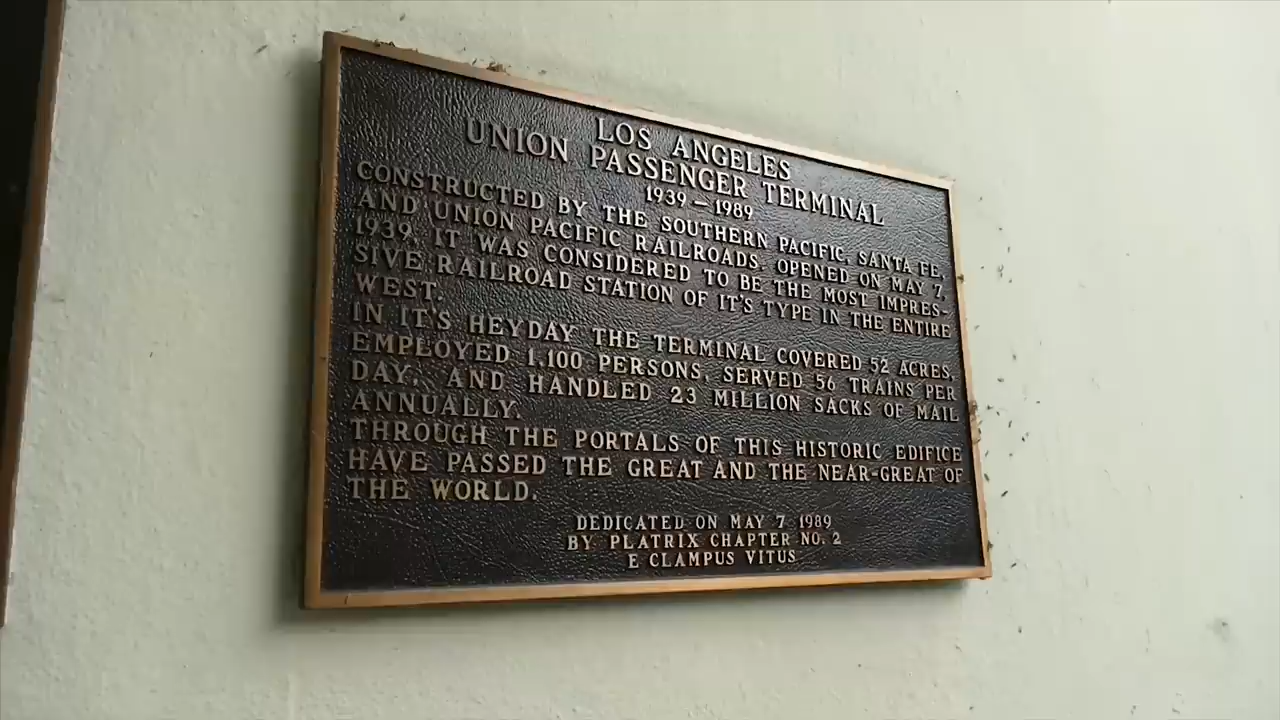 LOS ANGELES
UNION PASSENGER TERMINAL
1939 – 1989
CONSTRUCTED BY THE SOUTHERN PACIFIC, SANTA FE,
AND UNION PACIFIC RAILROADS. OPENED ON MAY 7,
1939, IT WAS CONSIDERED TO BE THE MOST IMPRES-
SIVE RAILROAD STATION OF IT'S TYPE IN THE ENTIRE
WEST.
IN IT'S HEYDAY THE TERMINAL COVERED 52 ACRES,
EMPLOYED 1,100 PERSONS, SERVED 56 TRAINS PER
DAY, AND HANDLED 23 MILLION SACKS OF MAIL
ANNUALLY.
THROUGH THE PORTALS OF THIS HISTORIC EDIFICE
HAVE PASSED THE GREAT AND THE NEAR-GREAT OF
THE WORLD.
DEDICATED ON MAY 7 1989
BY PLATRIX CHAPTER NO. 2
E CLAMPUS VITUS